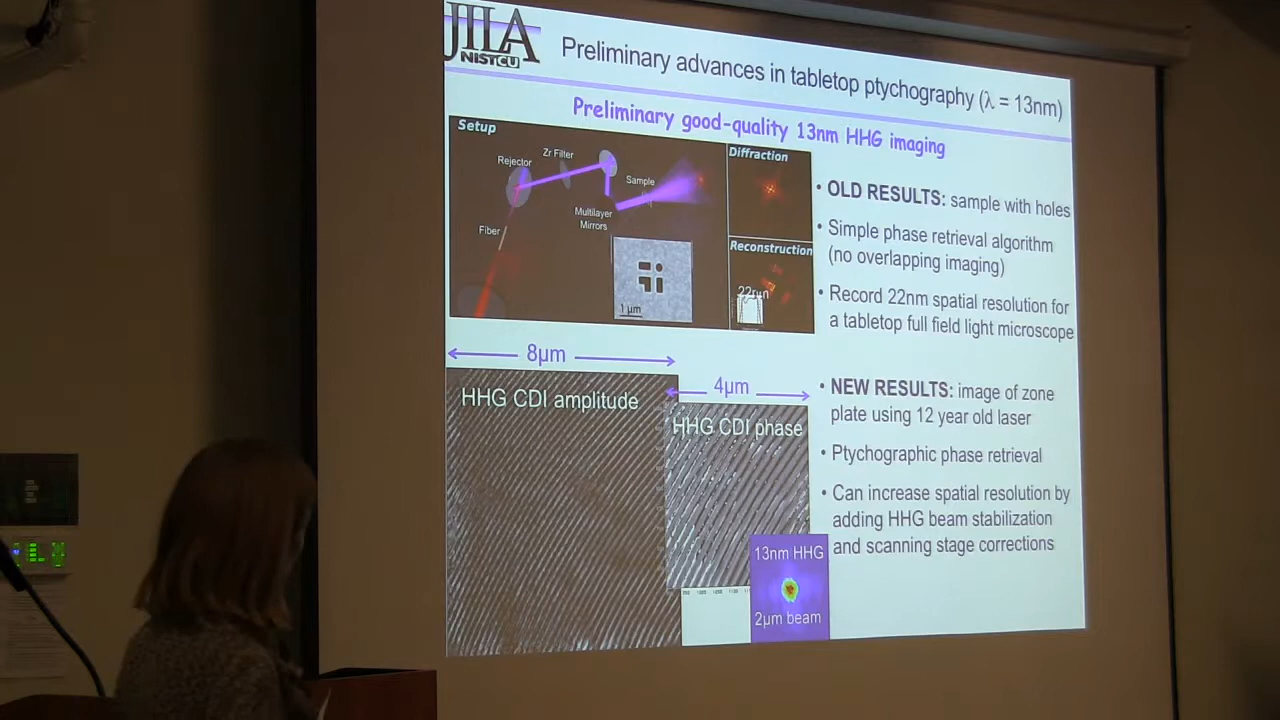 JILA
NIST CU
Preliminary advances in tabletop ptychography (λ = 13nm)
Preliminary good-quality 13nm HHG imaging
Setup
Rejector
Zr Filter
Sample
Multilayer
Mirrors
Fiber
1 µm
Diffraction
Reconstruction
22nm
• OLD RESULTS: sample with holes
• Simple phase retrieval algorithm
(no overlapping imaging)
• Record 22nm spatial resolution for
a tabletop full field light microscope
8µm
4µm
HHG CDI amplitude
HHG CDI phase
13nm HHG
2µm beam
• NEW RESULTS: image of zone
plate using 12 year old laser
• Ptychographic phase retrieval
• Can increase spatial resolution by
adding HHG beam stabilization
and scanning stage corrections